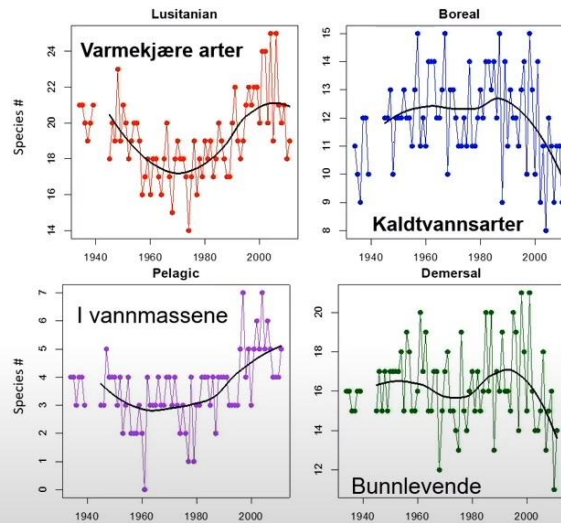 Lusitanian
Varmekjære arter
Species #
24
22
20
18
16
14
1940 1960 1980 2000
Boreal
Kaldtvannsarter
15
14
13
12
11
10
9
8
1940 1960 1980 2000
Pelagic
I vannmassene
Species #
7
6
5
4
3
2
1
0
1940 1960 1980 2000
Demersal
Bunnlevende
20
18
16
14
12
1940 1960 1980 2000